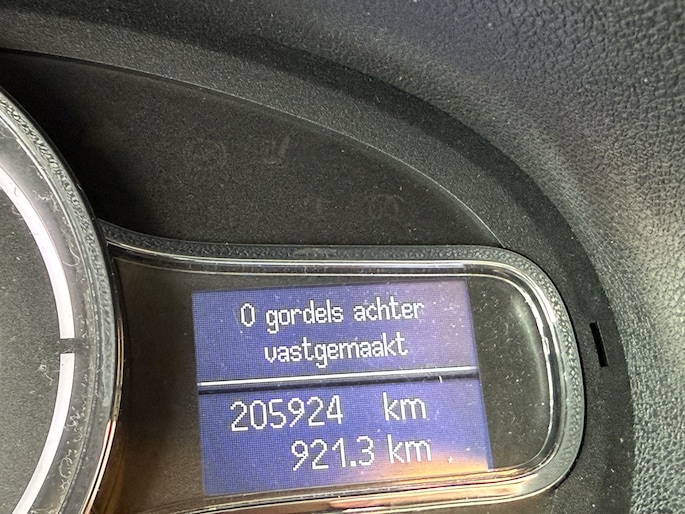 0 gordels achter
vastgemaakt
205924 km
921.3 km